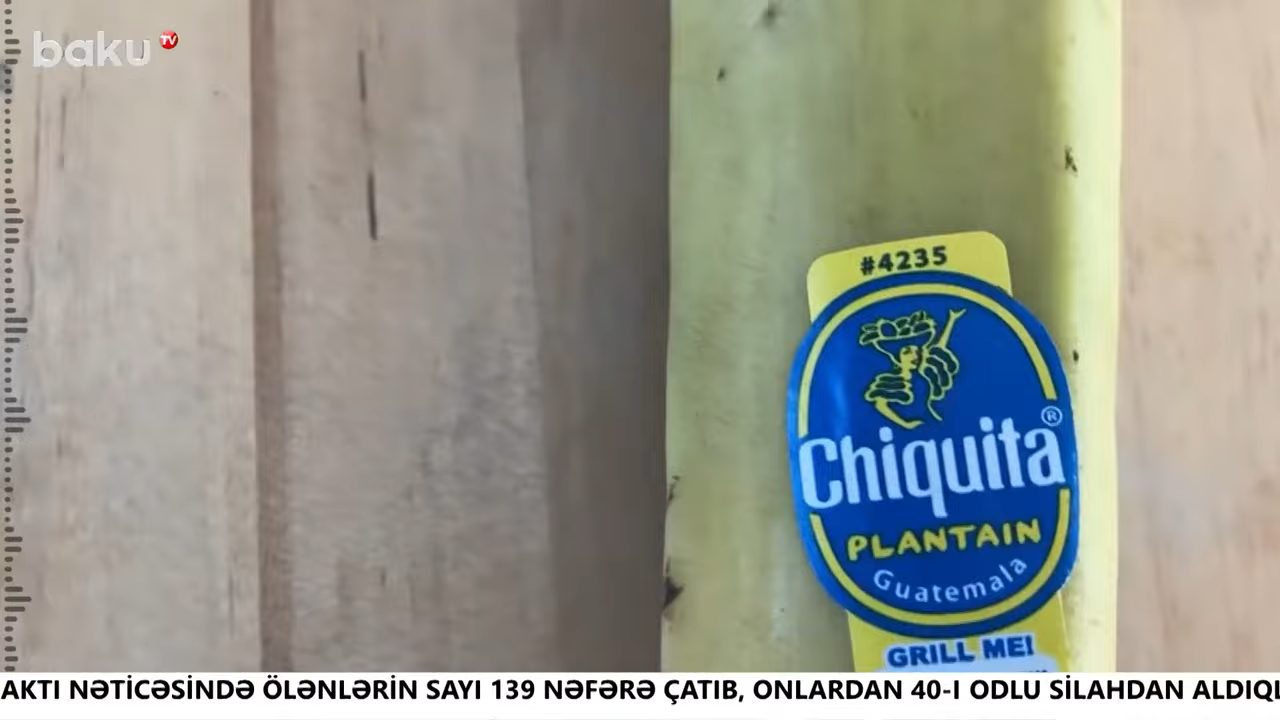 baku TV
#4235
Chiquita®
PLANTAIN
Guatemala
GRILL ME!
AKTI NƏTİCƏSİNDƏ ÖLƏNLƏRİN SAYI 139 NƏFƏRƏ ÇATIB, ONLARDAN 40-I ODLU SİLAHDAN ALDIQL